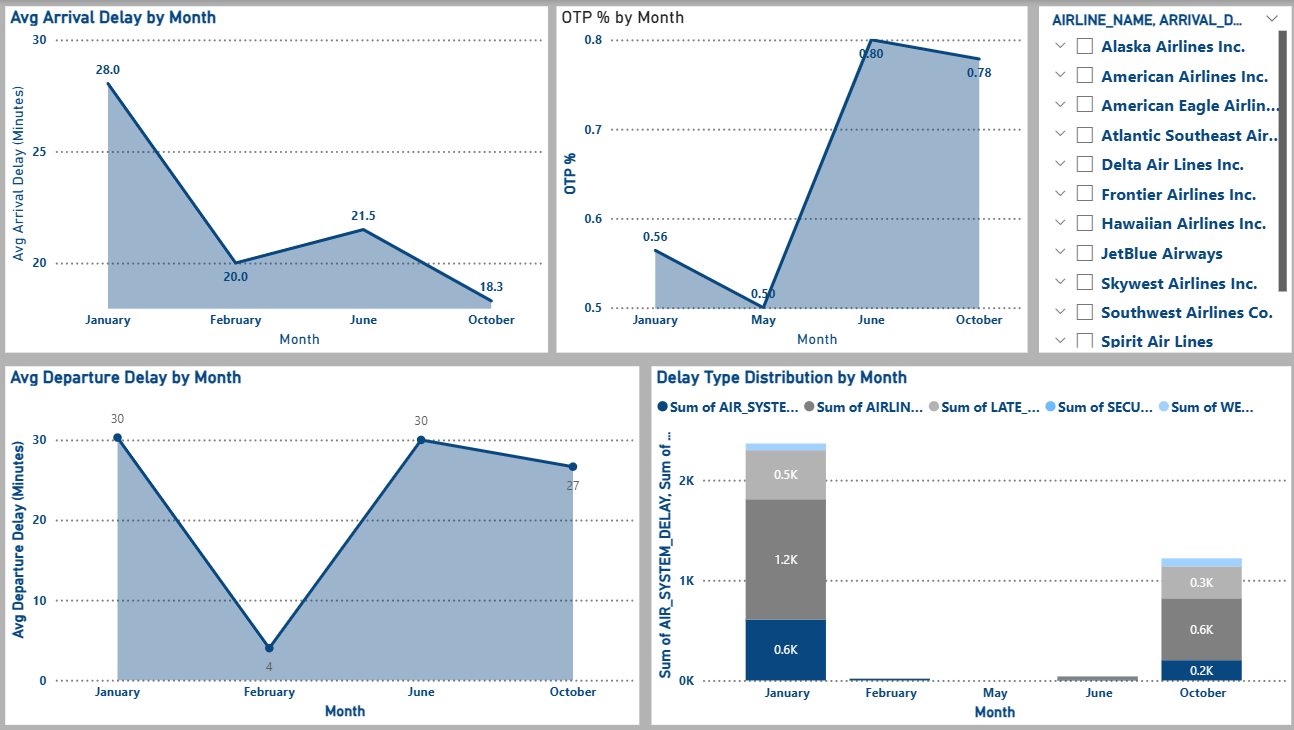 Avg Arrival Delay by Month
Avg Arrival Delay (Minutes)
30
25
20
28.0
20.0
21.5
18.3
January February June October
Month
OTP % by Month
OTP %
0.8
0.7
0.6
0.5
0.56
0.50
0.80
0.78
January May June October
Month
AIRLINE_NAME, ARRIVAL_D...
Alaska Airlines Inc.
American Airlines Inc.
American Eagle Airlin...
Atlantic Southeast Air...
Delta Air Lines Inc.
Frontier Airlines Inc.
Hawaiian Airlines Inc.
JetBlue Airways
Skywest Airlines Inc.
Southwest Airlines Co.
Spirit Air Lines
Avg Departure Delay by Month
Avg Departure Delay (Minutes)
30
20
10
0
30
4
30
27
January February June October
Month
Delay Type Distribution by Month
Sum of AIR_SYSTE... Sum of AIRLIN... Sum of LATE_... Sum of SECU... Sum of WE...
Sum of AIR_SYSTEM_DELAY, Sum of ...
2K
1K
0K
0.5K
1.2K
0.6K
0.3K
0.6K
0.2K
January February May June October
Month